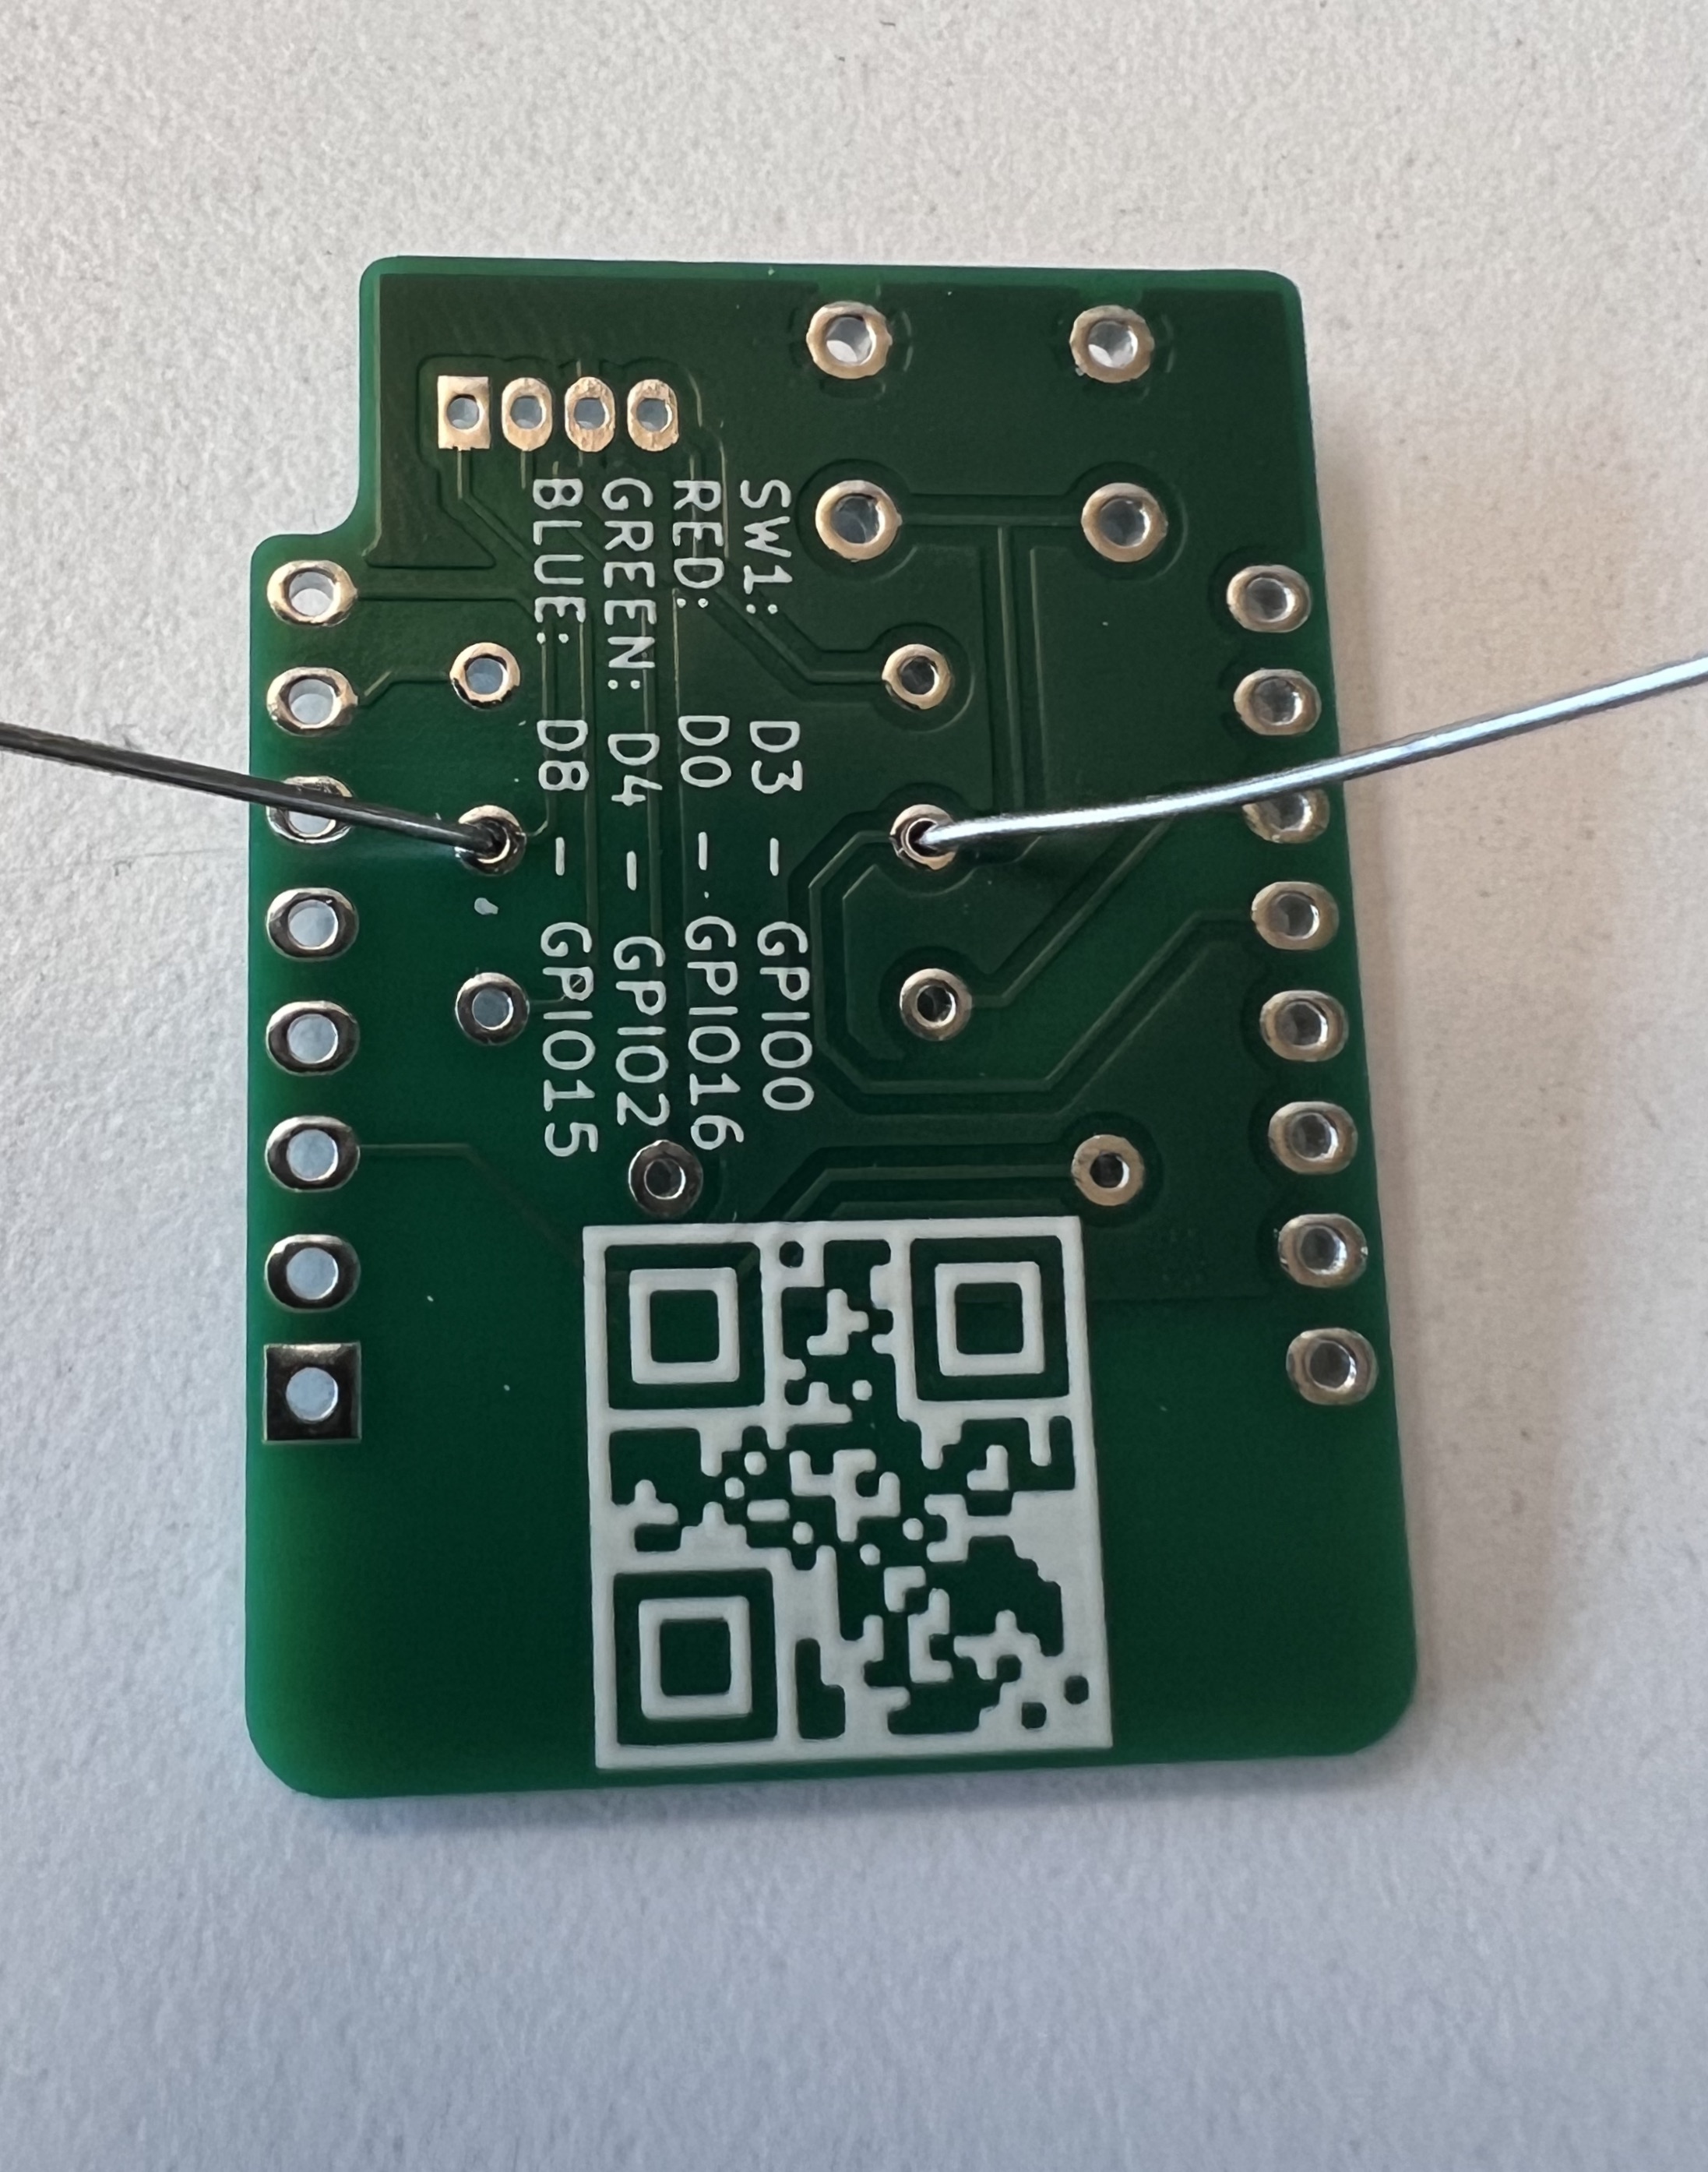 SW1: D3 - GPIO0
RED: D0 - GPIO16
GREEN: D4 - GPIO2
BLUE: D8 - GPIO15